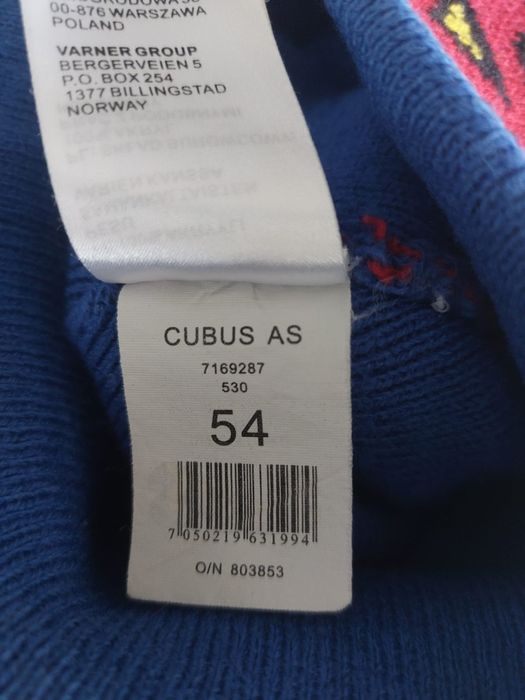 00-876 WARSZAWA
POLAND
VARNER GROUP
BERGERVEIEN 5
P.O. BOX 254
1377 BILLINGSTAD
NORWAY
CUBUS AS
7169287
530
54
7 050219 631994
O/N 803853